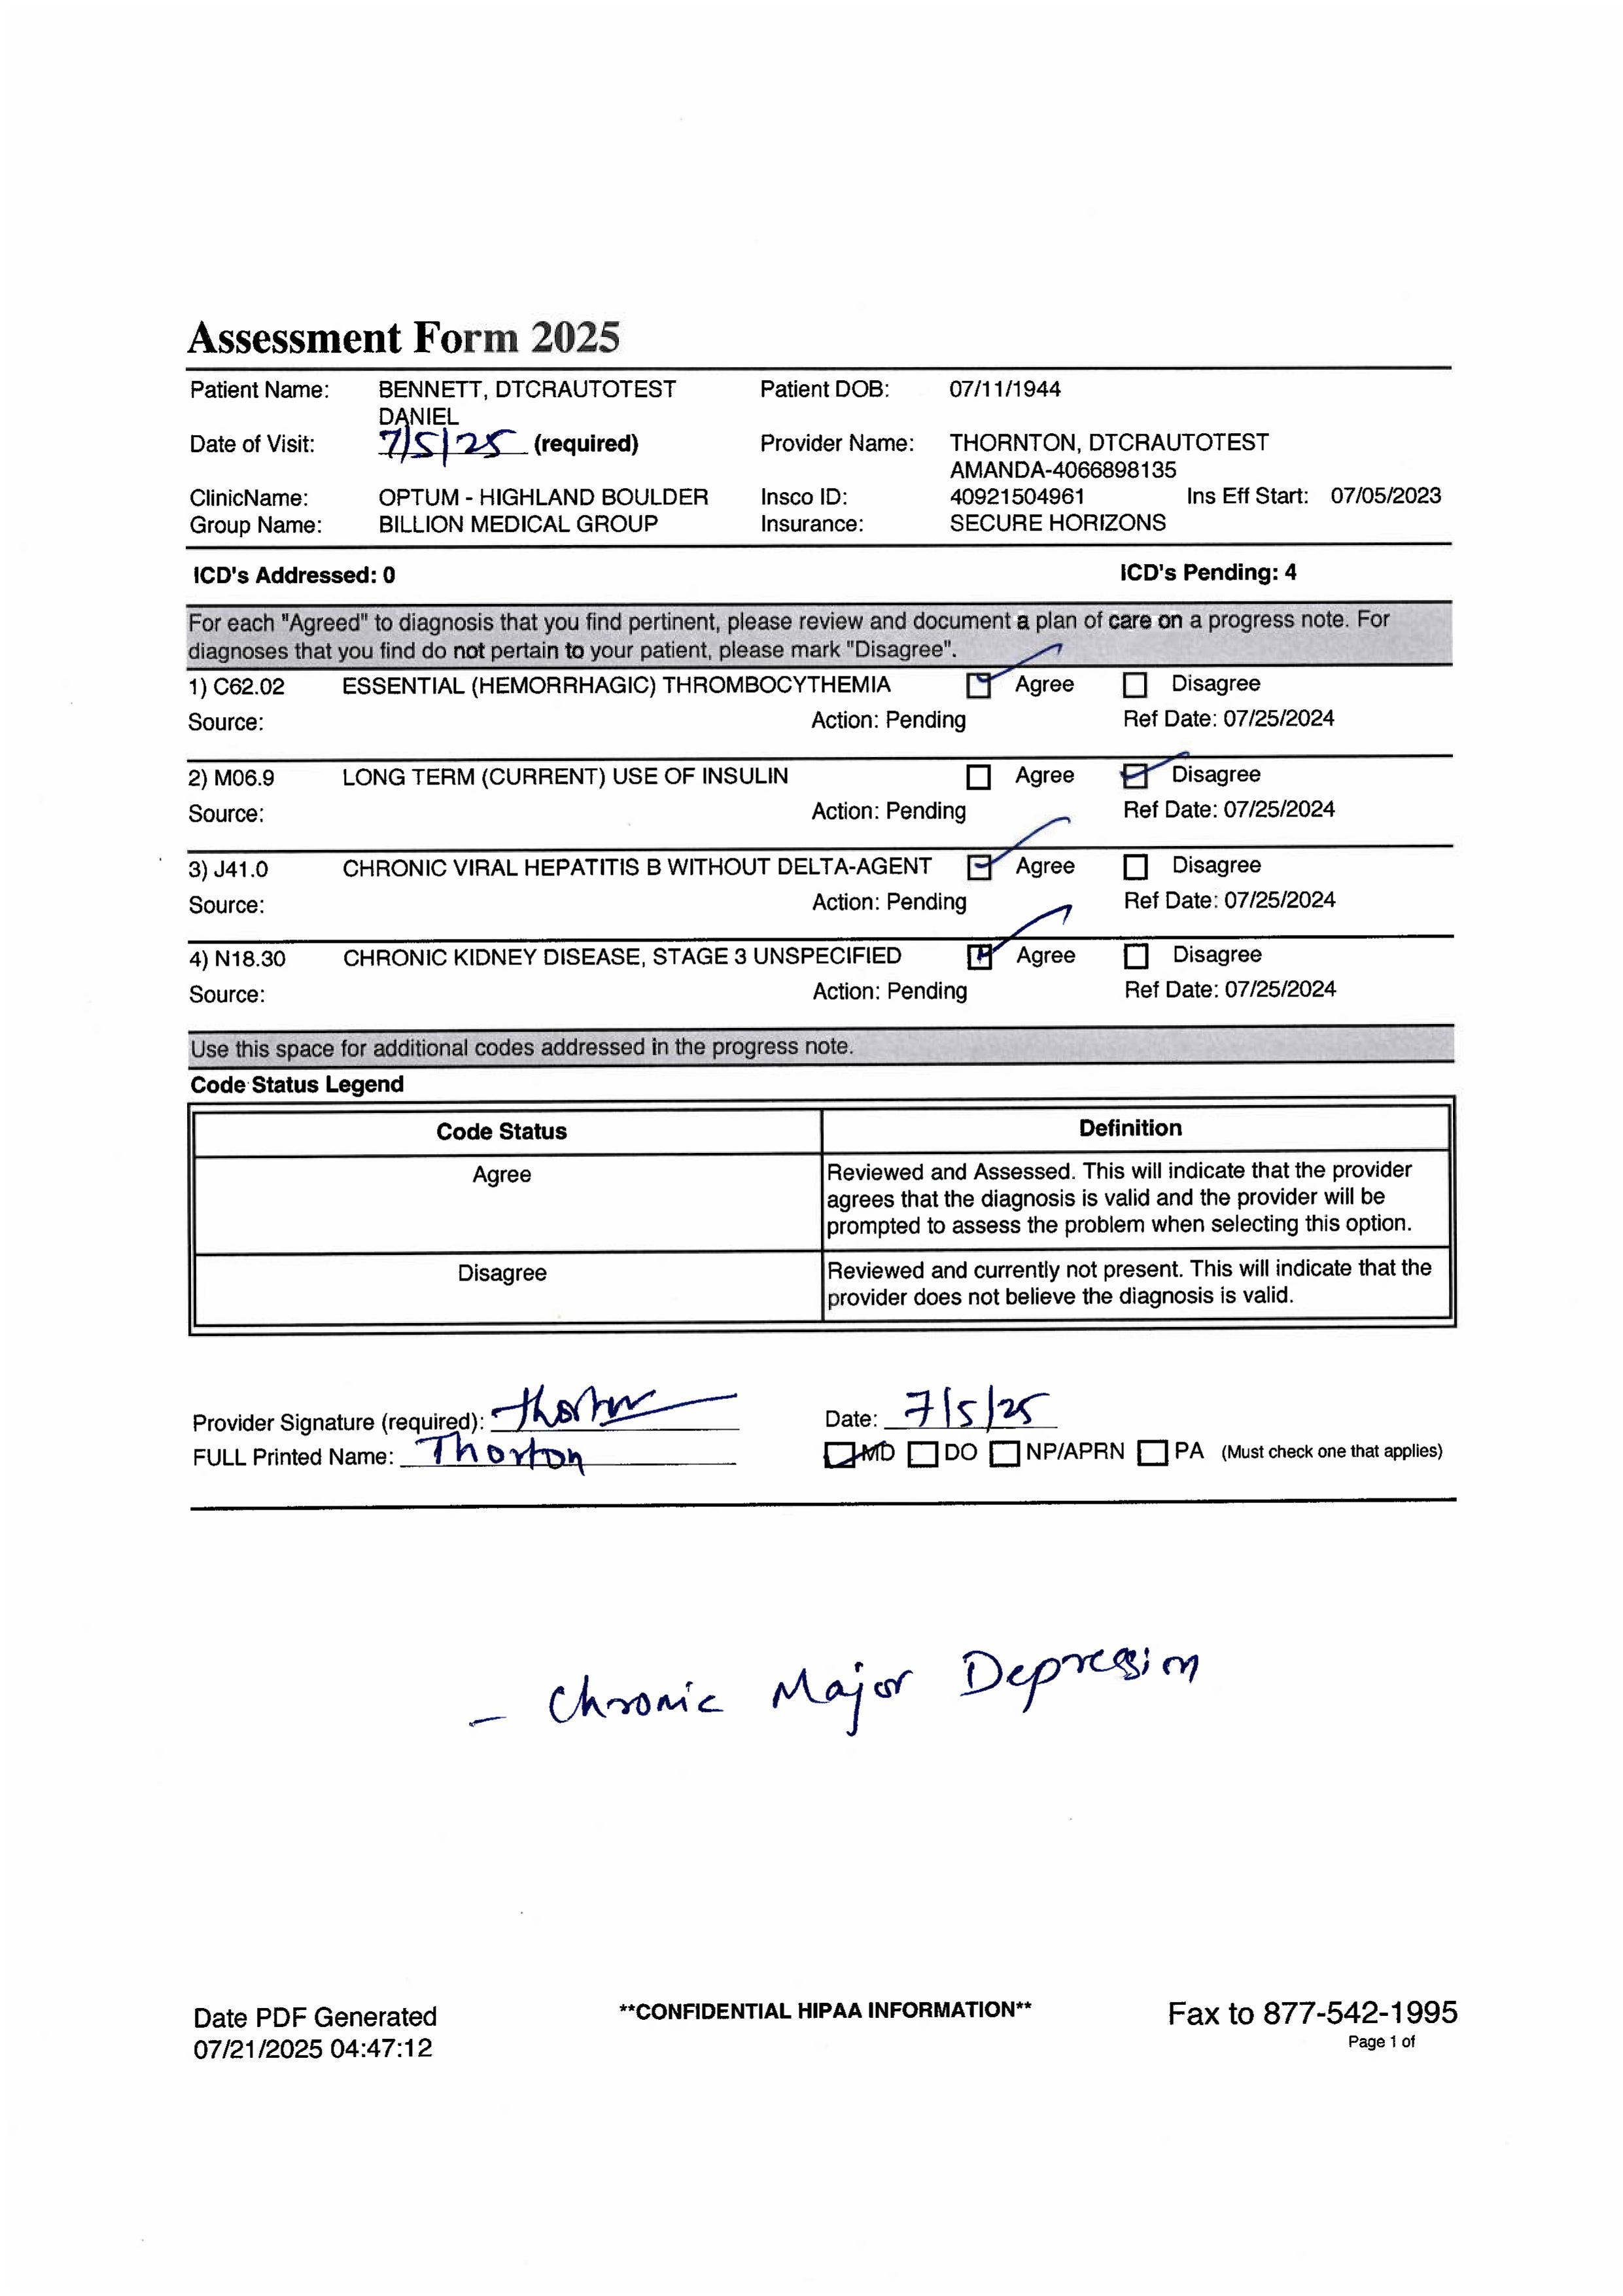 Assessment Form 2025
Patient Name: BENNETT, DTCRAUTOTEST DANIEL Patient DOB: 07/11/1944
Date of Visit: 7/5/25 (required) Provider Name: THORNTON, DTCRAUTOTEST AMANDA-4066898135
ClinicName: OPTUM - HIGHLAND BOULDER Insco ID: 40921504961 Ins Eff Start: 07/05/2023
Group Name: BILLION MEDICAL GROUP Insurance: SECURE HORIZONS
ICD's Addressed: 0 ICD's Pending: 4
For each "Agreed" to diagnosis that you find pertinent, please review and document a plan of care on a progress note. For
diagnoses that you find do not pertain to your patient, please mark "Disagree".
1) C62.02 ESSENTIAL (HEMORRHAGIC) THROMBOCYTHEMIA Agree Disagree
Source: Action: Pending Ref Date: 07/25/2024
2) M06.9 LONG TERM (CURRENT) USE OF INSULIN Agree Disagree
Source: Action: Pending Ref Date: 07/25/2024
3) J41.0 CHRONIC VIRAL HEPATITIS B WITHOUT DELTA-AGENT Agree Disagree
Source: Action: Pending Ref Date: 07/25/2024
4) N18.30 CHRONIC KIDNEY DISEASE, STAGE 3 UNSPECIFIED Agree Disagree
Source: Action: Pending Ref Date: 07/25/2024
Use this space for additional codes addressed in the progress note.
Code Status Legend
Code Status Definition
Agree Reviewed and Assessed. This will indicate that the provider
agrees that the diagnosis is valid and the provider will be
prompted to assess the problem when selecting this option.
Disagree Reviewed and currently not present. This will indicate that the
provider does not believe the diagnosis is valid.
Provider Signature (required): Thorton Date: 7/5/25
FULL Printed Name: Thorton MD DO NP/APRN PA (Must check one that applies)
- Chronic Major Depression
Date PDF Generated **CONFIDENTIAL HIPAA INFORMATION** Fax to 877-542-1995
07/21/2025 04:47:12 Page 1 of